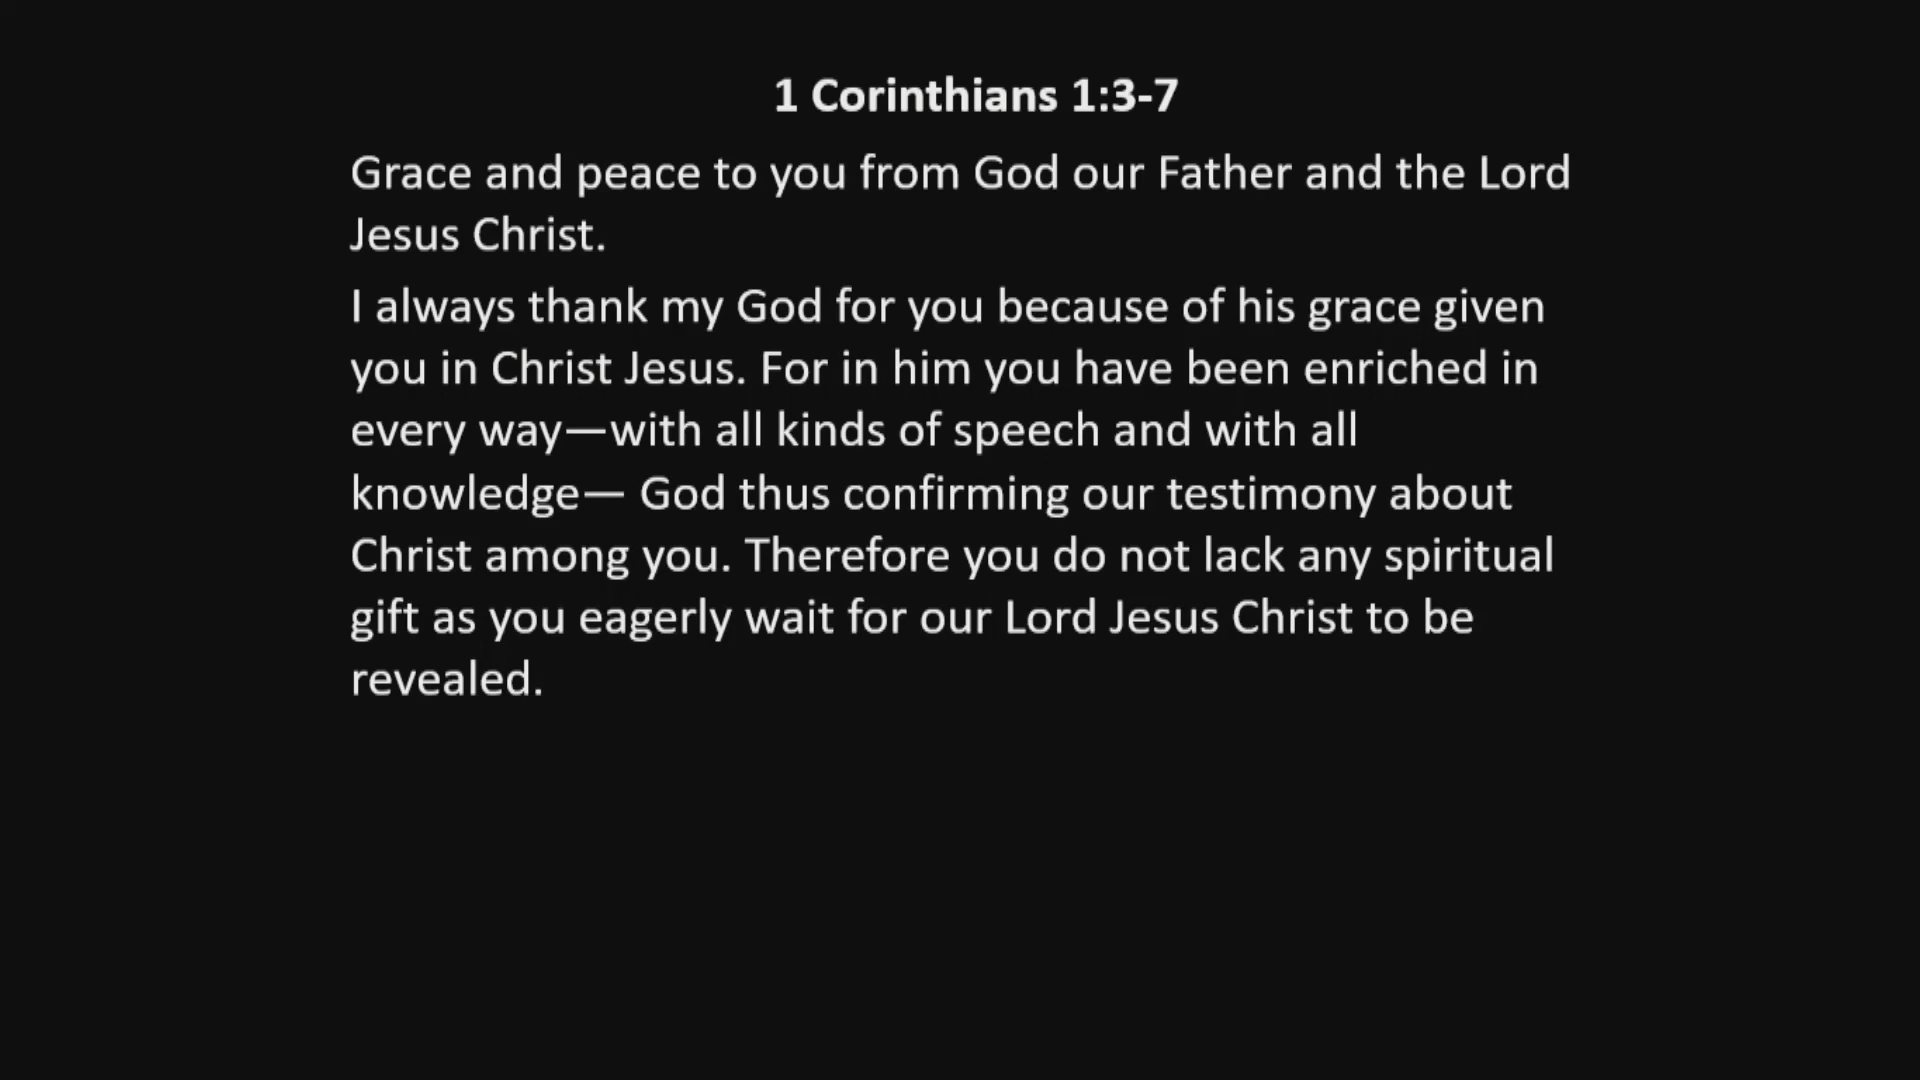 1 Corinthians 1:3-7
Grace and peace to you from God our Father and the Lord
Jesus Christ.
I always thank my God for you because of his grace given
you in Christ Jesus. For in him you have been enriched in
every way—with all kinds of speech and with all
knowledge— God thus confirming our testimony about
Christ among you. Therefore you do not lack any spiritual
gift as you eagerly wait for our Lord Jesus Christ to be
revealed.